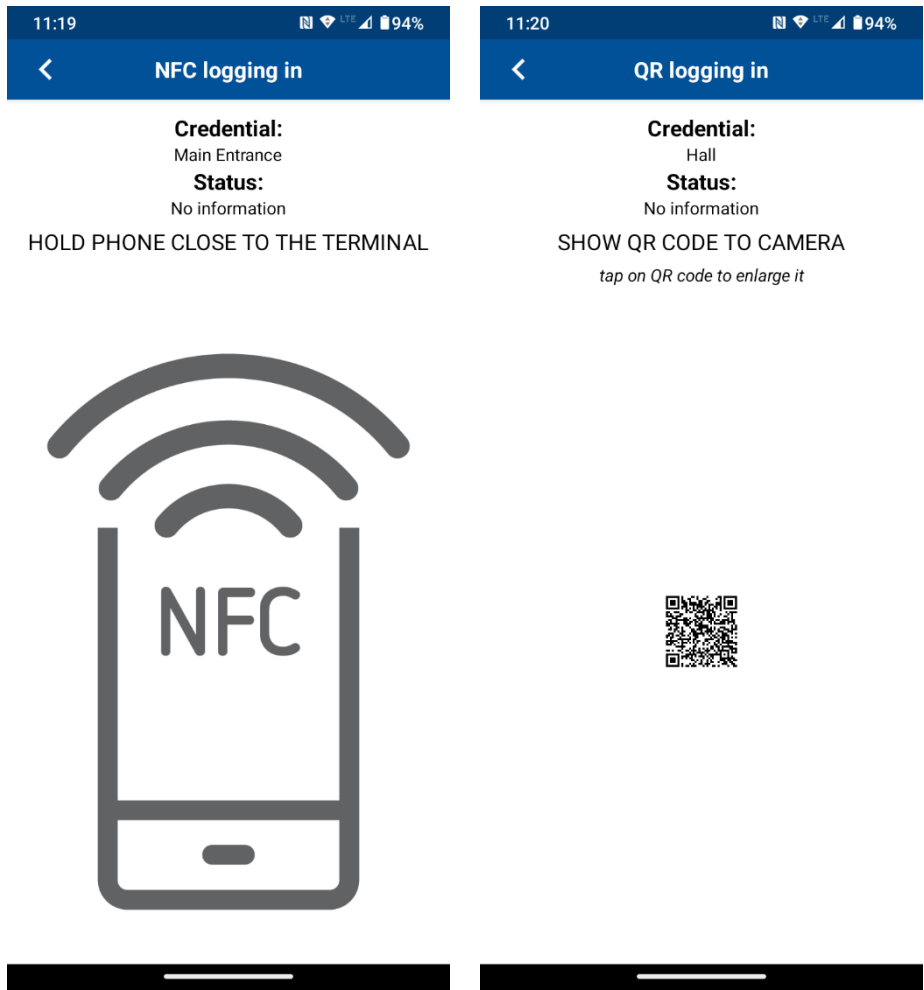 11:19
LTE
94%
NFC logging in
Credential:
Main Entrance
Status:
No information
HOLD PHONE CLOSE TO THE TERMINAL
NFC
11:20
LTE
94%
QR logging in
Credential:
Hall
Status:
No information
SHOW QR CODE TO CAMERA
tap on QR code to enlarge it